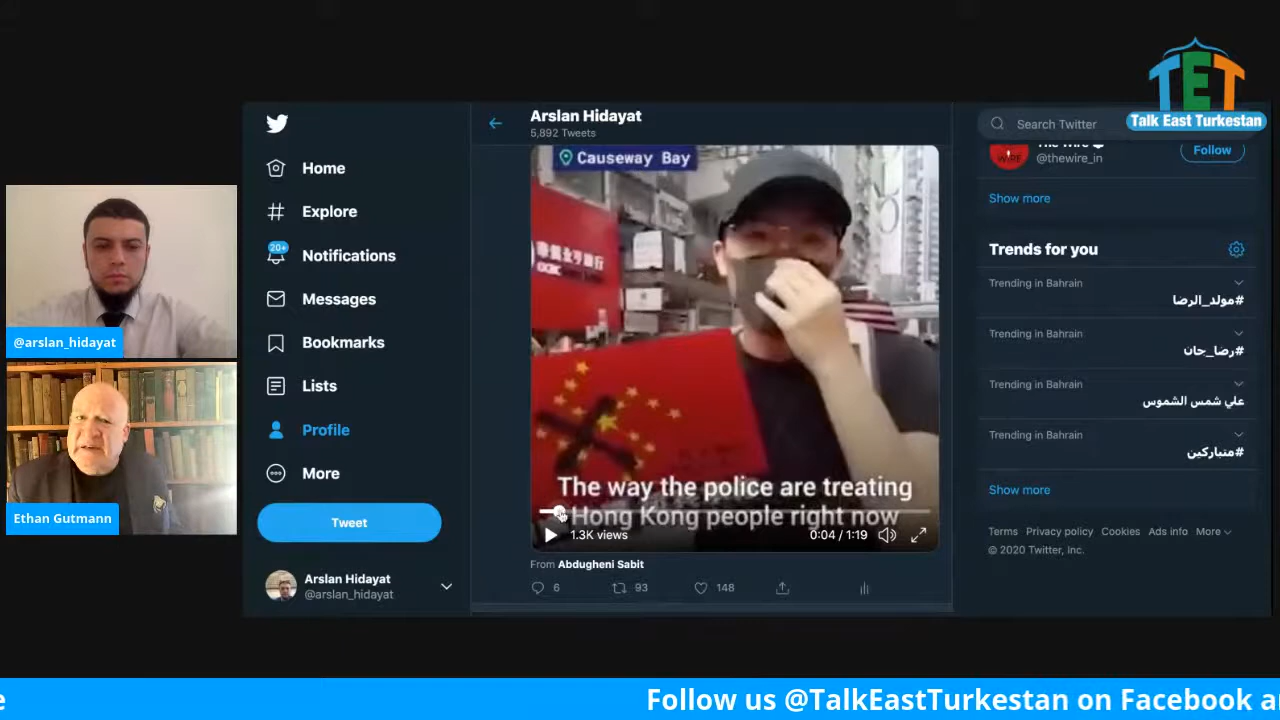 TET
Talk East Turkestan
@arslan_hidayat
Ethan Gutmann
Home
Explore
20+
Notifications
Messages
Bookmarks
Lists
Profile
More
Tweet
Arslan Hidayat
@arslan_hidayat
Arslan Hidayat
5,892 Tweets
Causeway Bay
The way the police are treating
Hong Kong people right now
1.3K views
0:04 / 1:19
From Abdugheni Sabit
6
93
148
Search Twitter
@thewire_in
Follow
Show more
Trends for you
Trending in Bahrain
#مولد_الرضا
Trending in Bahrain
#رضا_جان
Trending in Bahrain
علي شمس الشموس
Trending in Bahrain
#متباركين
Show more
Terms Privacy policy Cookies Ads info More
© 2020 Twitter, Inc.
Follow us @TalkEastTurkestan on Facebook